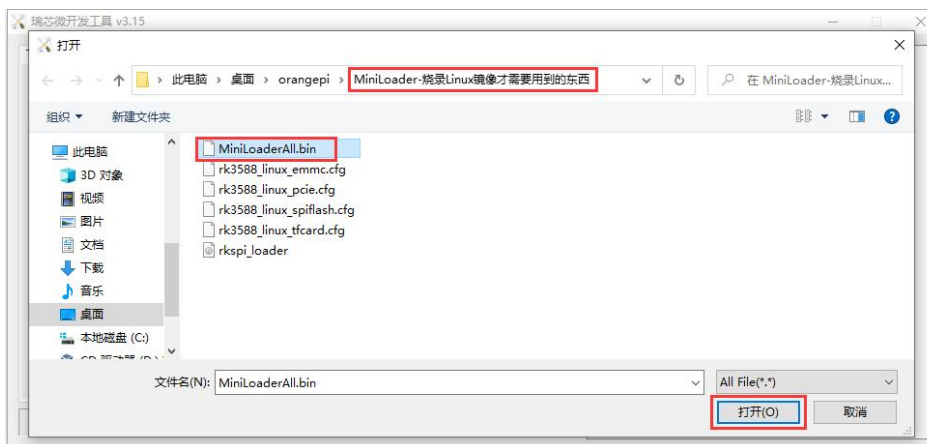 瑞芯微开发工具 v3.15
打开
此电脑 › 桌面 › orangepi › MiniLoader-烧录Linux镜像才需要用到的东西
在 MiniLoader-烧录Linux...
组织 新建文件夹
此电脑
3D 对象
视频
图片
文档
下载
音乐
桌面
本地磁盘 (C:)
MiniLoaderAll.bin
rk3588_linux_emmc.cfg
rk3588_linux_pcie.cfg
rk3588_linux_spiflash.cfg
rk3588_linux_tfcard.cfg
rkspi_loader
文件名(N): MiniLoaderAll.bin
All File(*.*)
打开(O) 取消